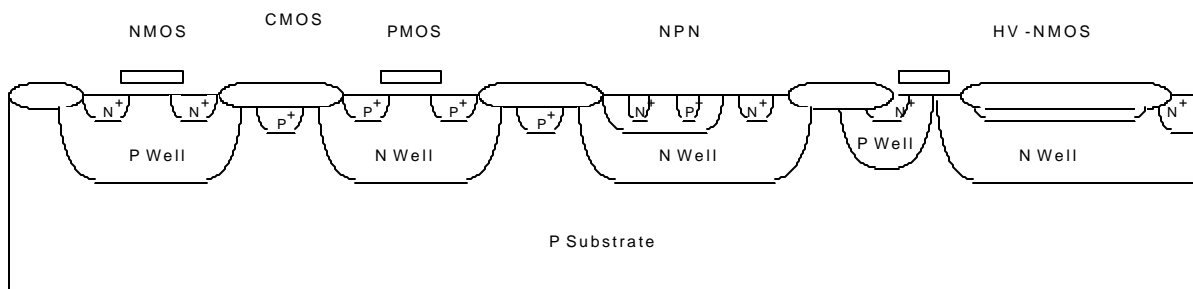 CMOS
NMOS PMOS NPN HV-NMOS
N+ N+ P+ P+ P+ P+ N+ P+ N+ N+ N+
P Well N Well N Well P Well N Well
P Substrate